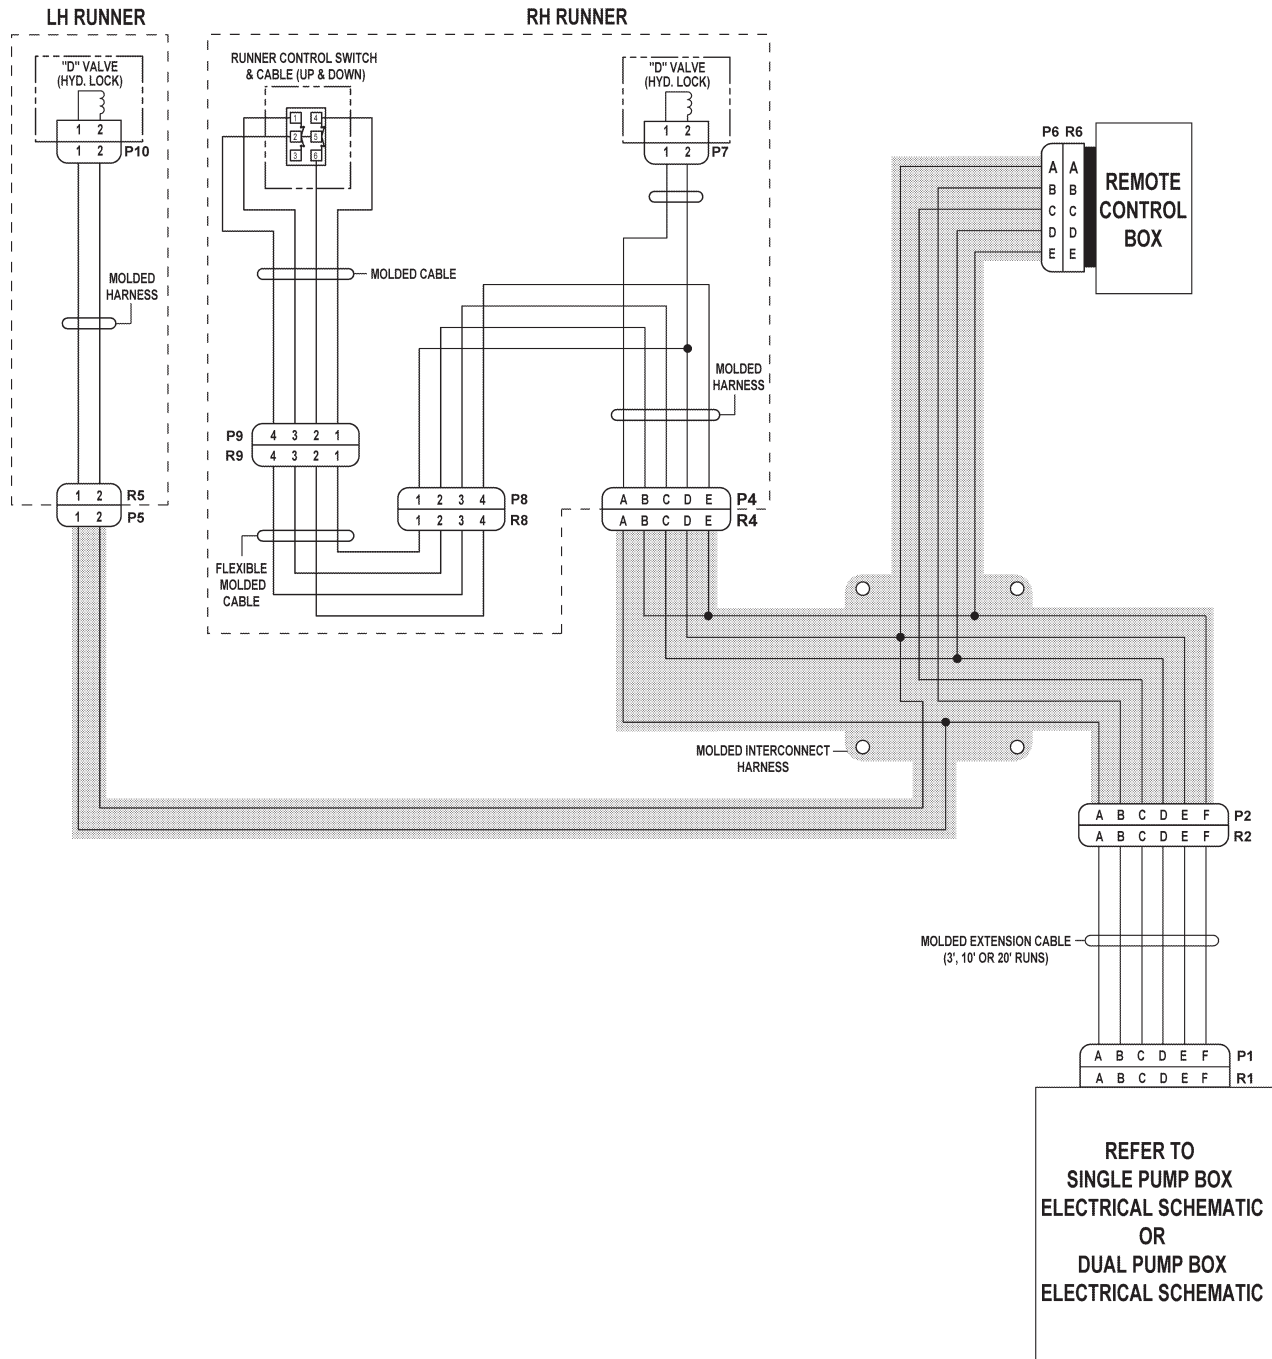 LH RUNNER
RH RUNNER
"D" VALVE
(HYD. LOCK)
1 2
1 2 P10
RUNNER CONTROL SWITCH
& CABLE (UP & DOWN)
1 4
2 5
3 6
"D" VALVE
(HYD. LOCK)
1 2
1 2 P7
P6 R6
A A
B B
C C
D D
E E
REMOTE
CONTROL
BOX
MOLDED
HARNESS
MOLDED CABLE
MOLDED
HARNESS
P9 4 3 2 1
R9 4 3 2 1
1 2 R5
1 2 P5
1 2 3 4 P8
1 2 3 4 R8
A B C D E P4
A B C D E R4
FLEXIBLE
MOLDED
CABLE
MOLDED INTERCONNECT
HARNESS
A B C D E F P2
A B C D E F R2
MOLDED EXTENSION CABLE
(3', 10' OR 20' RUNS)
A B C D E F P1
A B C D E F R1
REFER TO
SINGLE PUMP BOX
ELECTRICAL SCHEMATIC
OR
DUAL PUMP BOX
ELECTRICAL SCHEMATIC